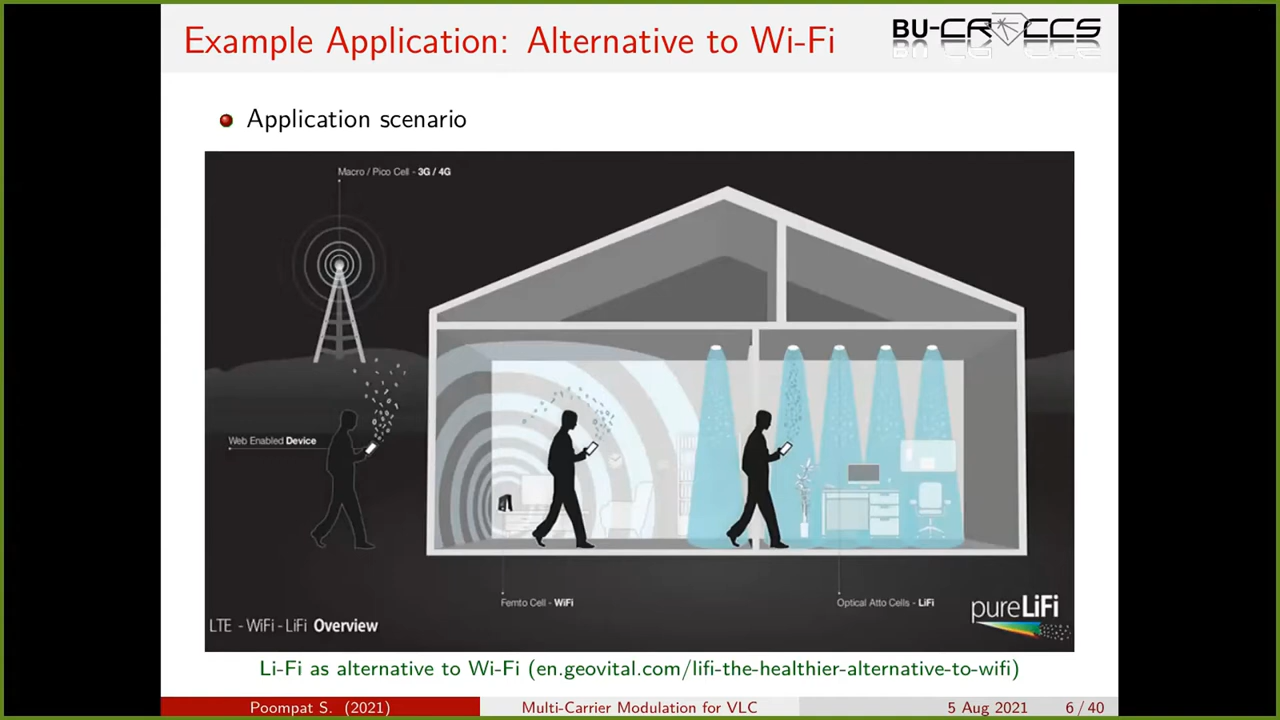 Example Application: Alternative to Wi-Fi
BU-CROCCS
Application scenario
Macro / Pico Cell - 3G / 4G
Web Enabled Device
Femto Cell - WiFi
Optical Atto Cells - LiFi
pureLiFi
LTE - WiFi - LiFi Overview
Li-Fi as alternative to Wi-Fi (en.geovital.com/lifi-the-healthier-alternative-to-wifi)
Poompat S. (2021) Multi-Carrier Modulation for VLC 5 Aug 2021 6 / 40